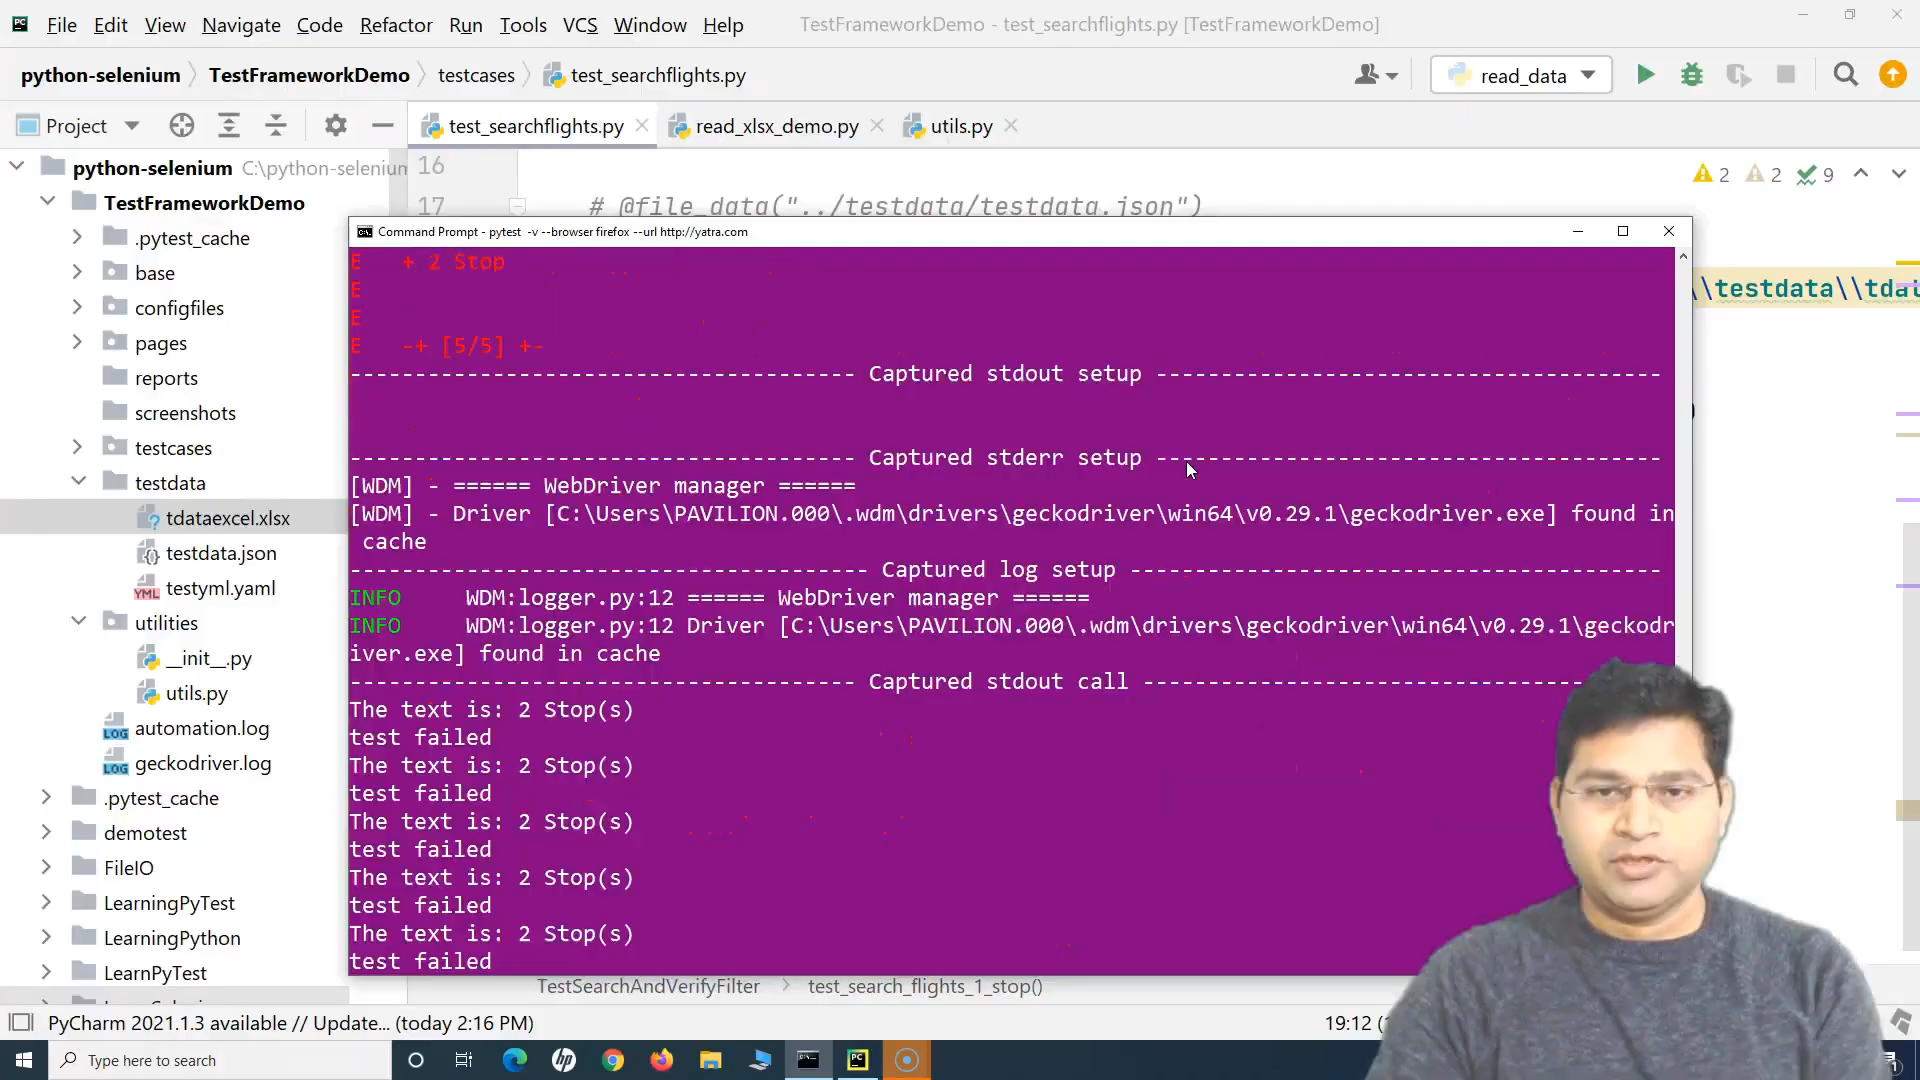 File Edit View Navigate Code Refactor Run Tools VCS Window Help TestFrameworkDemo - test_searchflights.py [TestFrameworkDemo]
python-selenium TestFrameworkDemo testcases test_searchflights.py read_data
Project test_searchflights.py read_xlsx_demo.py utils.py
python-selenium C:\python-selenium
TestFrameworkDemo
.pytest_cache
base
configfiles
pages
reports
screenshots
testcases
testdata
tdataexcel.xlsx
testdata.json
testyml.yaml
utilities
__init__.py
utils.py
automation.log
geckodriver.log
.pytest_cache
demotest
FileIO
LearningPyTest
LearningPython
LearnPyTest
16
17 # @file_data("../testdata/testdata.json")
2 2 9
\\testdata\\tdat
Command Prompt - pytest -v --browser firefox --url http://yatra.com
E + 2 Stop
E
E
E -+ [5/5] +-
--------------------------------------- Captured stdout setup ---------------------------------------
--------------------------------------- Captured stderr setup ---------------------------------------
[WDM] - ====== WebDriver manager ======
[WDM] - Driver [C:\Users\PAVILION.000\.wdm\drivers\geckodriver\win64\v0.29.1\geckodriver.exe] found in
cache
---------------------------------------- Captured log setup -----------------------------------------
INFO WDM:logger.py:12 ====== WebDriver manager ======
INFO WDM:logger.py:12 Driver [C:\Users\PAVILION.000\.wdm\drivers\geckodriver\win64\v0.29.1\geckodr
iver.exe] found in cache
--------------------------------------- Captured stdout call ----------------------------------
The text is: 2 Stop(s)
test failed
The text is: 2 Stop(s)
test failed
The text is: 2 Stop(s)
test failed
The text is: 2 Stop(s)
test failed
The text is: 2 Stop(s)
test failed
TestSearchAndVerifyFilter test_search_flights_1_stop()
PyCharm 2021.1.3 available // Update... (today 2:16 PM) 19:12
Type here to search